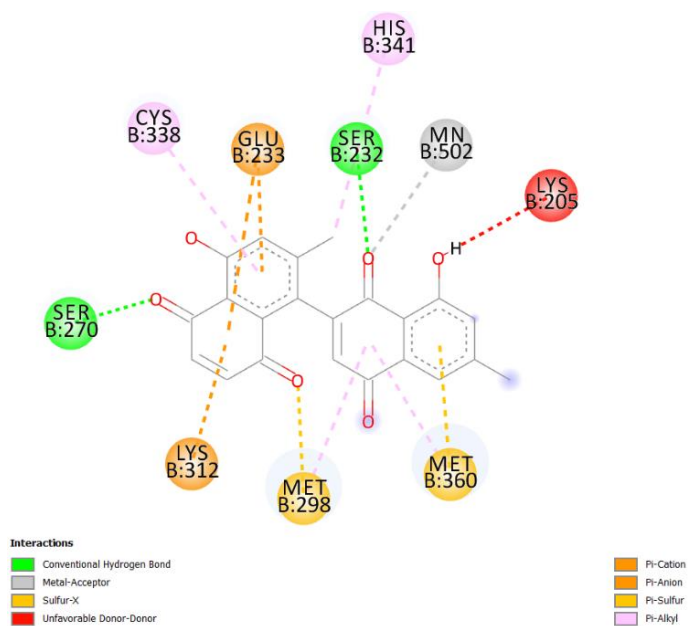 HIS
B:341
CYS
B:338
GLU
B:233
SER
B:232
MN
B:502
LYS
B:205
O
O
O
H
SER
B:270
O
O
O
LYS
B:312
MET
B:298
MET
B:360
Interactions
Conventional Hydrogen Bond
Metal-Acceptor
Sulfur-X
Unfavorable Donor-Donor
Pi-Cation
Pi-Anion
Pi-Sulfur
Pi-Alkyl